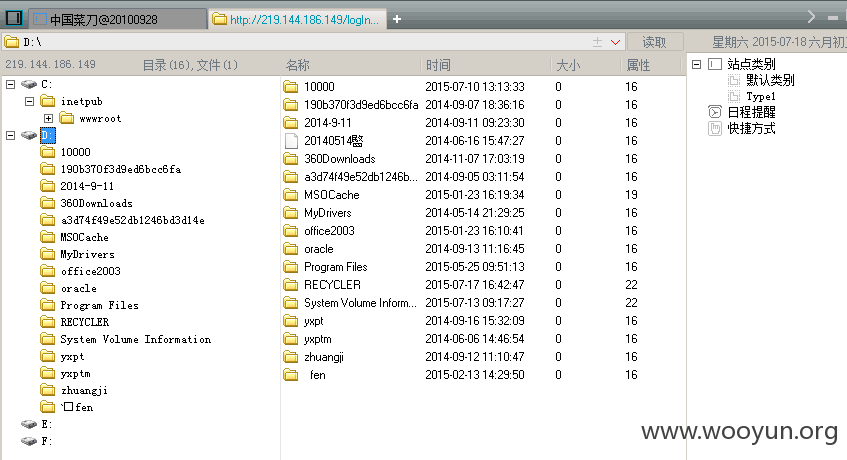 中国菜刀@20100928 http://219.144.186.149/logIn... +
D:\ 读取 星期六 2015-07-18 六月初三
219.144.186.149 目录(16),文件(1) 名称 时间 大小 属性
C:
inetpub
wwwroot
D:
10000
190b370f3d9ed6bcc6fa
2014-9-11
360Downloads
a3d74f49e52db1246bd3d14e
MSOCache
MyDrivers
office2003
oracle
Program Files
RECYCLER
System Volume Information
yxpt
yxptm
zhuangji
`□fen
E:
F:
10000 2015-07-10 13:13:33 0 16
190b370f3d9ed6bcc6fa 2014-09-07 18:36:16 0 16
2014-9-11 2014-09-11 09:23:30 0 16
20140514 2014-06-16 15:47:27 0 16
360Downloads 2014-11-07 17:03:19 0 16
a3d74f49e52db1246b... 2014-09-05 03:11:54 0 16
MSOCache 2015-01-23 16:19:34 0 19
MyDrivers 2014-05-14 21:29:25 0 16
office2003 2015-01-23 16:10:41 0 16
oracle 2014-09-13 11:16:45 0 16
Program Files 2015-05-25 09:51:13 0 16
RECYCLER 2015-07-17 16:42:47 0 22
System Volume Inform... 2015-07-13 09:17:27 0 22
yxpt 2014-09-16 15:32:09 0 16
yxptm 2014-06-06 14:46:54 0 16
zhuangji 2014-09-12 11:10:47 0 16
fen 2015-02-13 14:29:50 0 16
站点类别
默认类别
Type1
日程提醒
快捷方式
www.wooyun.org